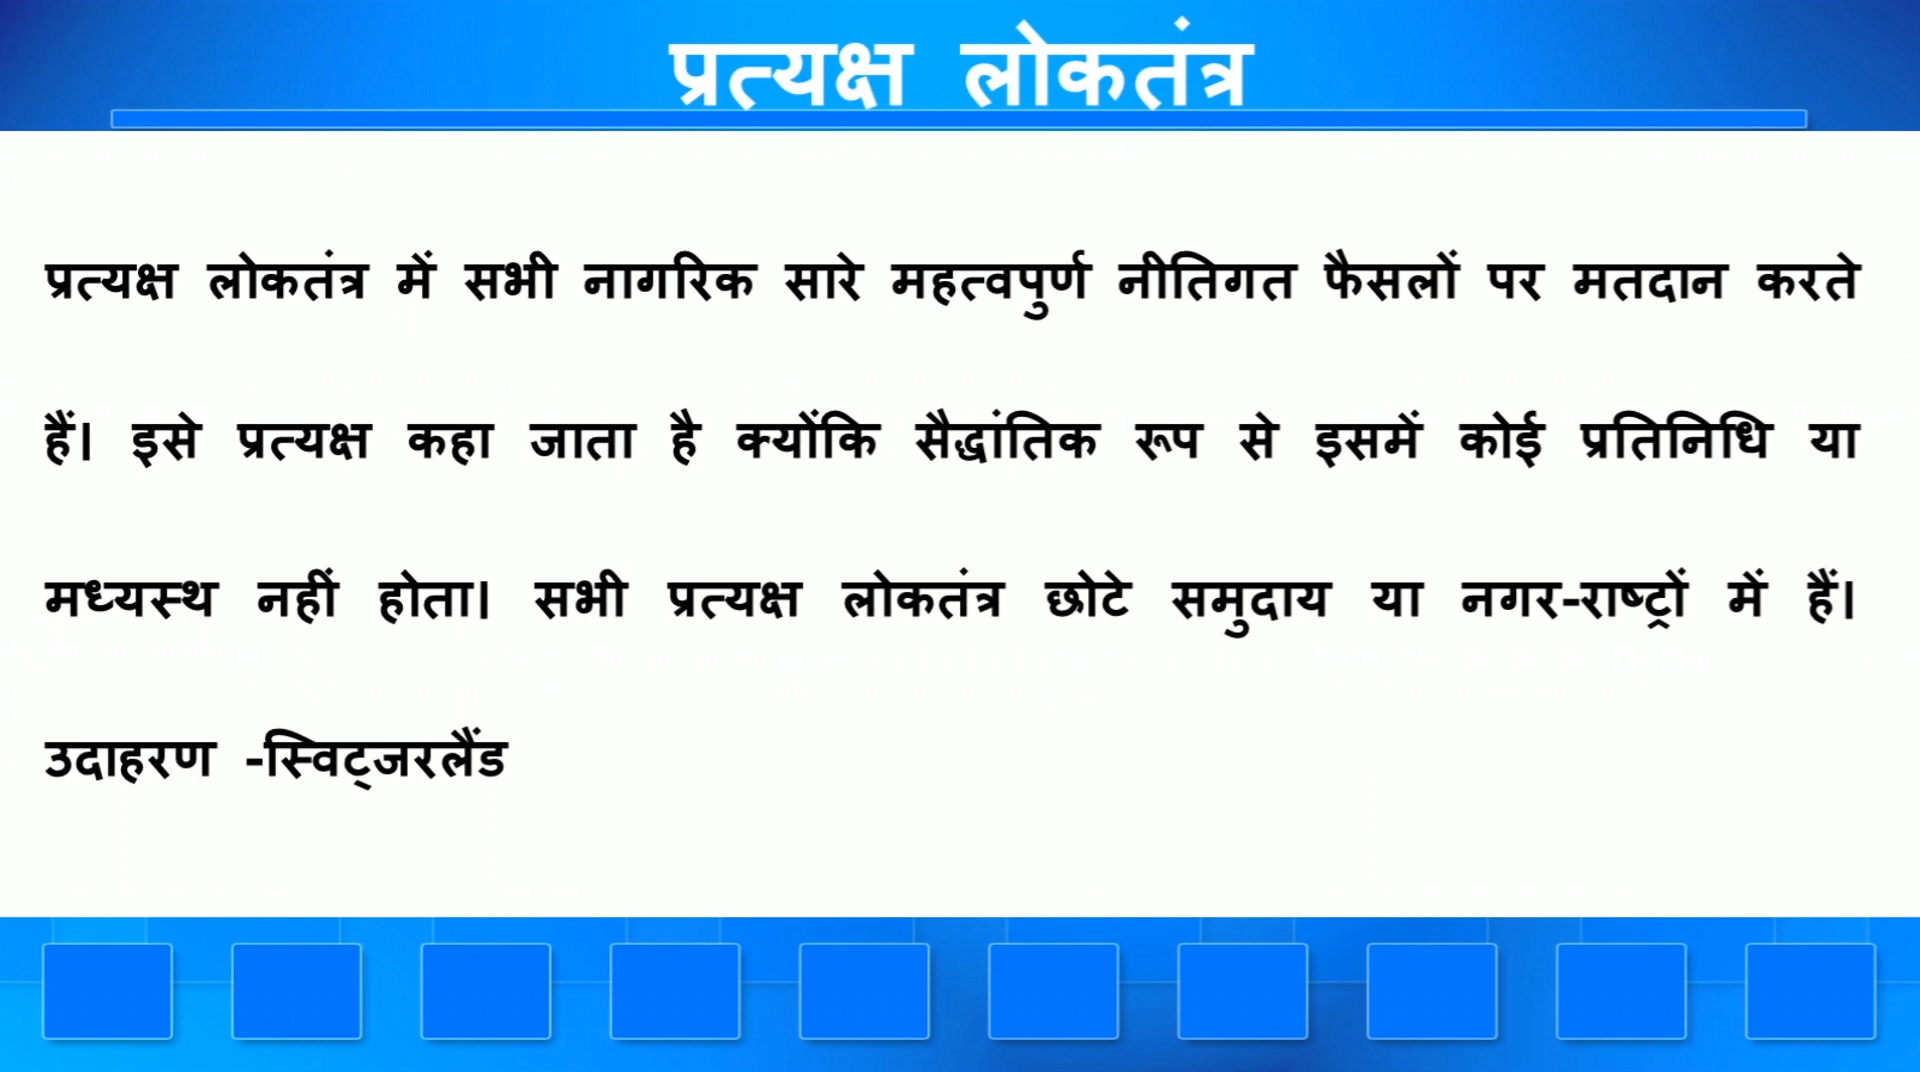 प्रत्यक्ष लोकतंत्र
प्रत्यक्ष लोकतंत्र में सभी नागरिक सारे महत्वपुर्ण नीतिगत फैसलों पर मतदान करते
हैं। इसे प्रत्यक्ष कहा जाता है क्योंकि सैद्धांतिक रूप से इसमें कोई प्रतिनिधि या
मध्यस्थ नहीं होता। सभी प्रत्यक्ष लोकतंत्र छोटे समुदाय या नगर-राष्ट्रों में हैं।
उदाहरण -स्विट्जरलैंड